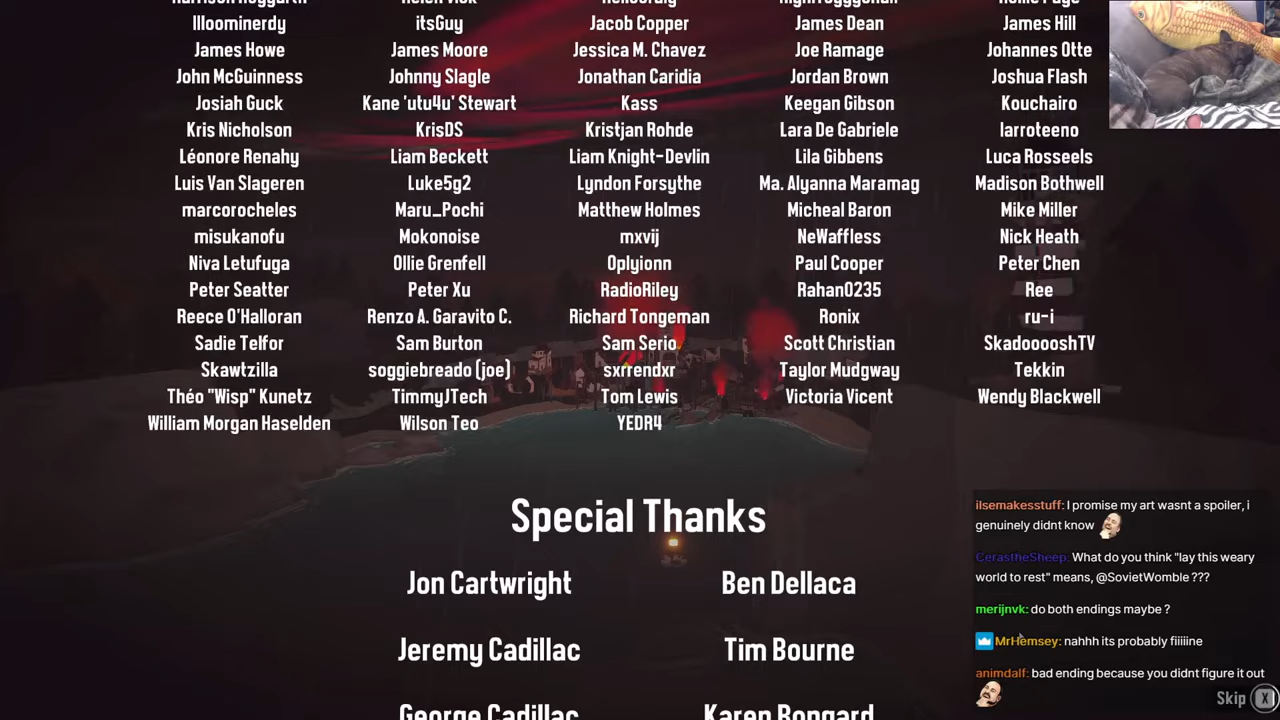 Illoominerdy itsGuy Jacob Copper James Dean James Hill
James Howe James Moore Jessica M. Chavez Joe Ramage Johannes Otte
John McGuinness Johnny Slagle Jonathan Caridia Jordan Brown Joshua Flash
Josiah Guck Kane 'utu4u' Stewart Kass Keegan Gibson Kouchairo
Kris Nicholson KrisDS Kristjan Rohde Lara De Gabriele larroteeno
Léonore Renahy Liam Beckett Liam Knight-Devlin Lila Gibbens Luca Rosseels
Luis Van Slageren Luke5g2 Lyndon Forsythe Ma. Alyanna Maramag Madison Bothwell
marcorocheles Maru_Pochi Matthew Holmes Micheal Baron Mike Miller
misukanofu Mokonoise mxvij NeWaffless Nick Heath
Niva Letufuga Ollie Grenfell Oplyionn Paul Cooper Peter Chen
Peter Seatter Peter Xu RadioRiley Rahan0235 Ree
Reece O'Halloran Renzo A. Garavito C. Richard Tongeman Ronix ru-i
Sadie Telfor Sam Burton Sam Serio Scott Christian SkadooooshTV
Skawtzilla soggiebreado (joe) sxrrendxr Taylor Mudgway Tekkin
Théo "Wisp" Kunetz TimmyJTech Tom Lewis Victoria Vicent Wendy Blackwell
William Morgan Haselden Wilson Teo YEDR4
Special Thanks
Jon Cartwright Ben Dellaca
Jeremy Cadillac Tim Bourne
George Cadillac Karen Bongard
ilsemakesstuff: I promise my art wasnt a spoiler, i
genuinely didnt know
CerastheSheep: What do you think "lay this weary
world to rest" means, @SovietWomble ???
merijnvk: do both endings maybe ?
MrHemsey: nahhh its probably fiiiiine
animdalf: bad ending because you didnt figure it out
Skip X